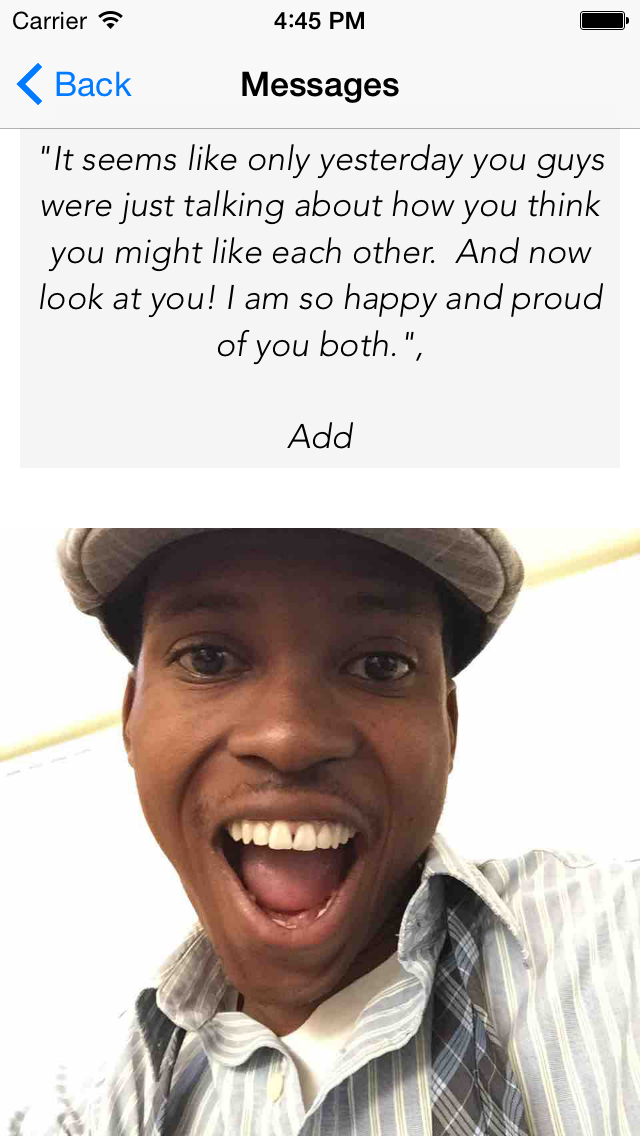 Carrier 4:45 PM
Back Messages
"It seems like only yesterday you guys
were just talking about how you think
you might like each other.  And now
look at you! I am so happy and proud
of you both.",
Add